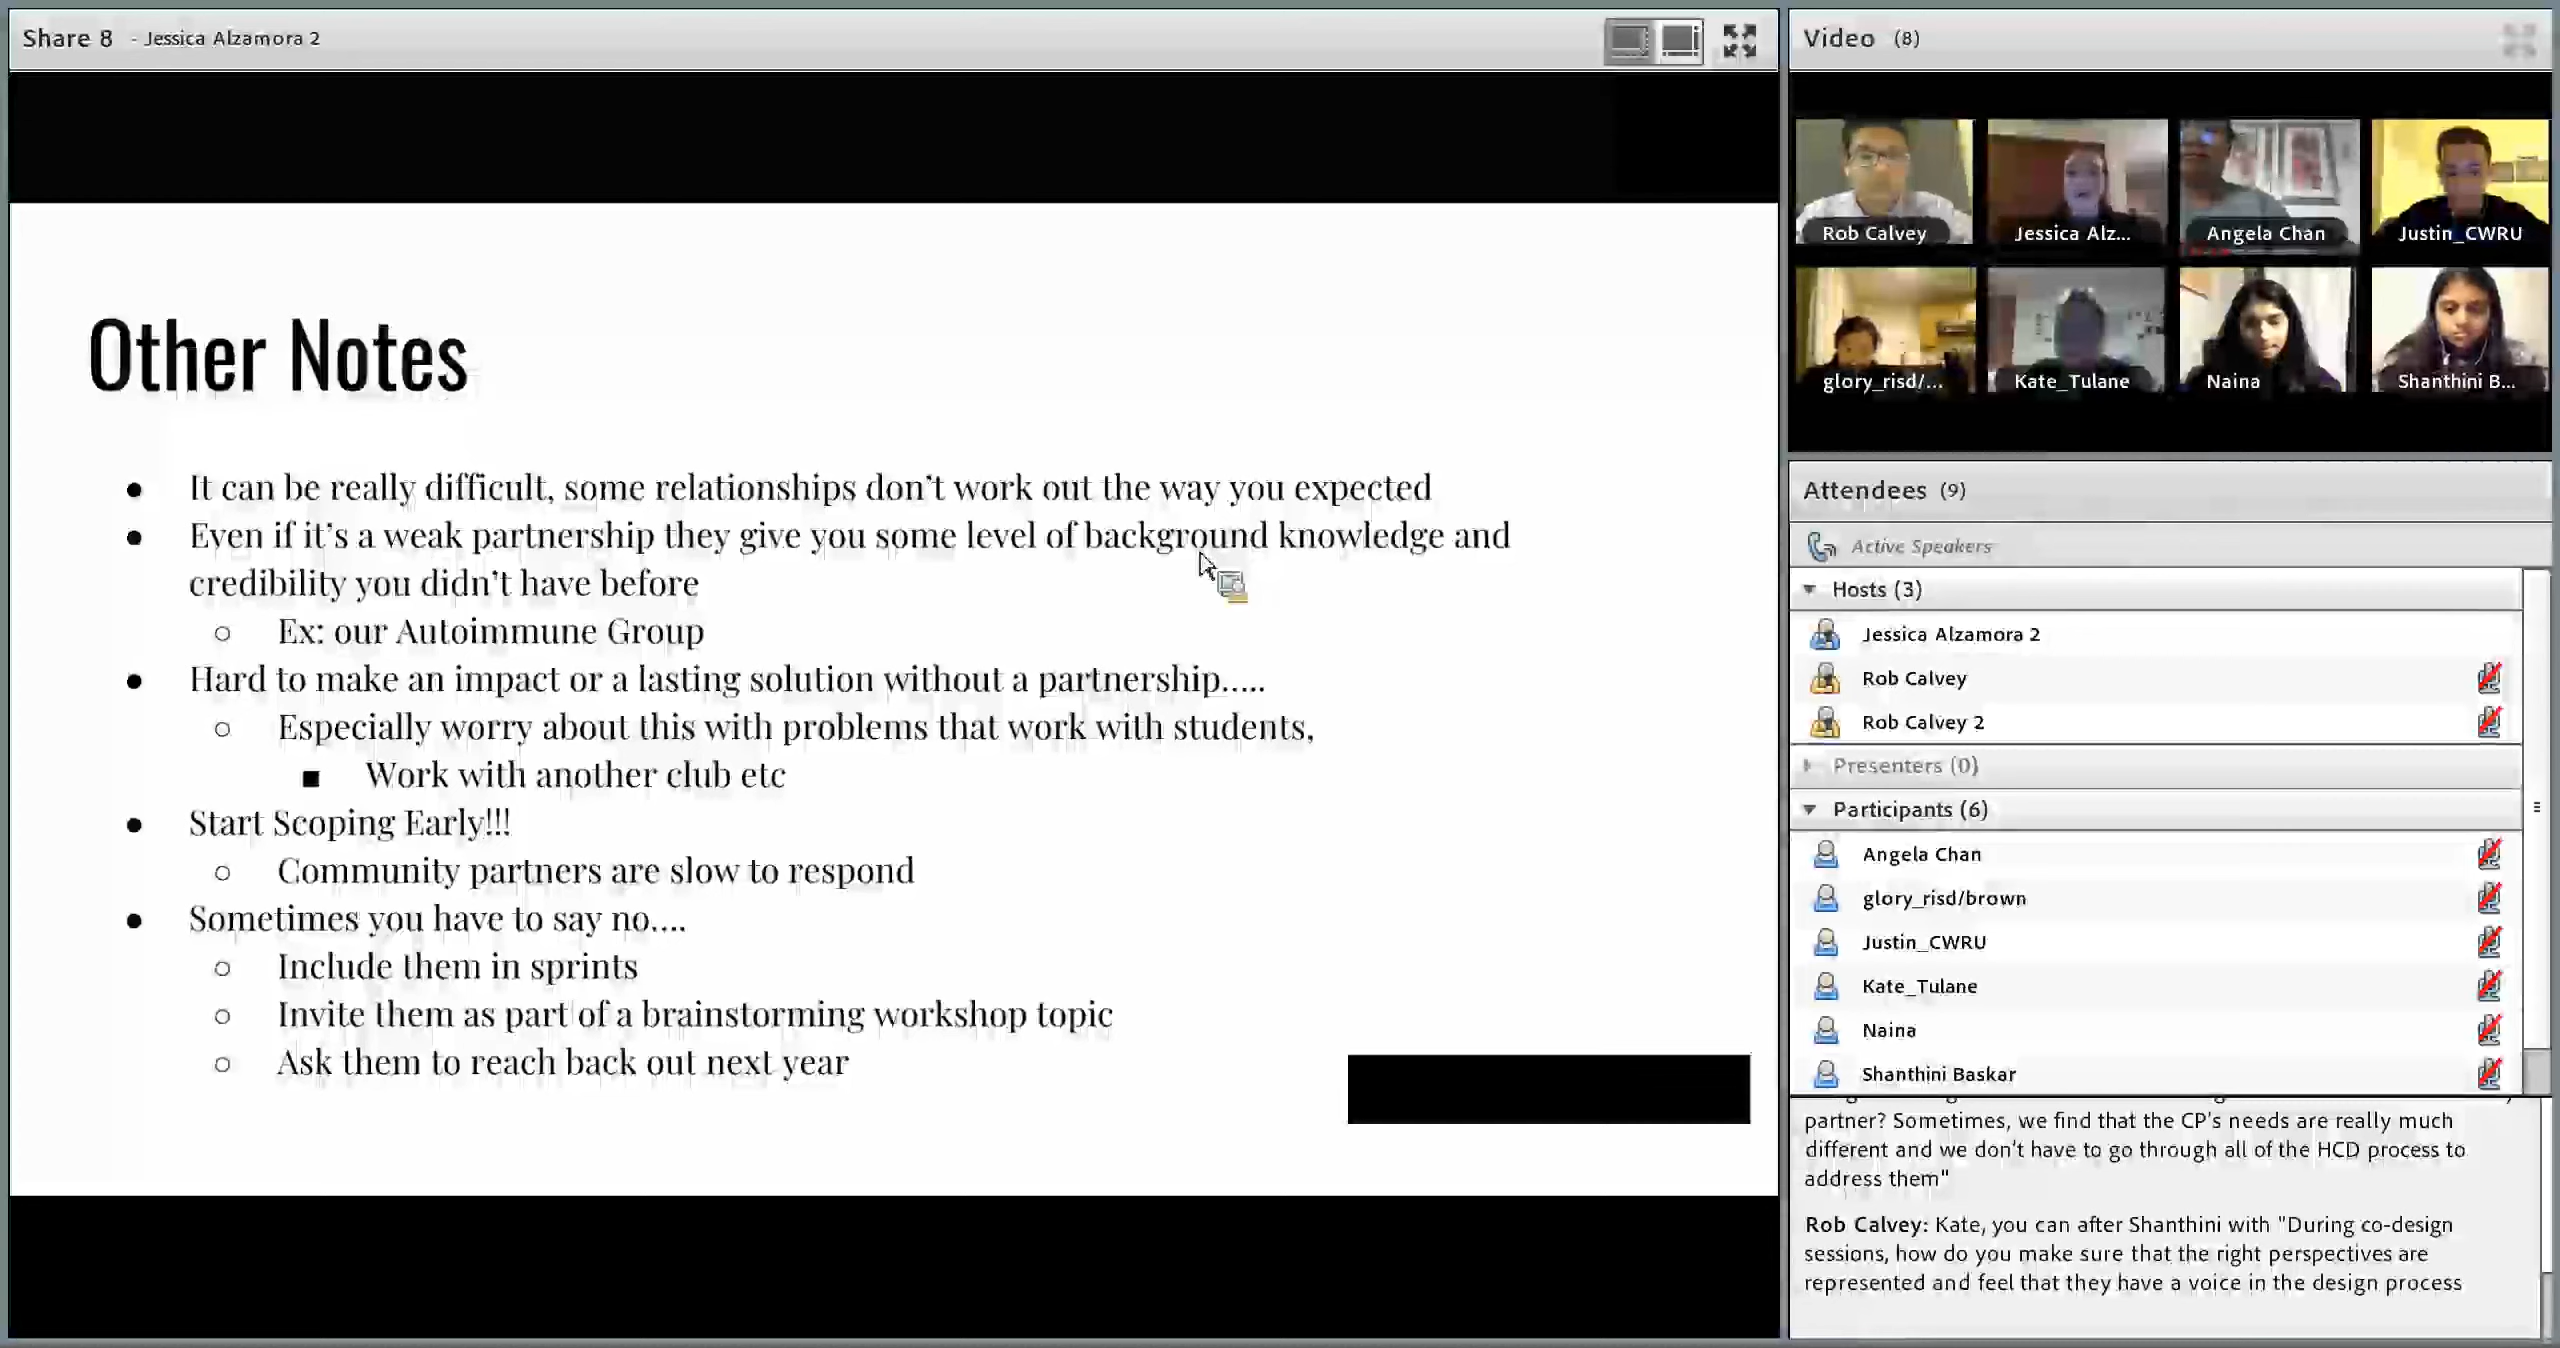 Share 8 - Jessica Alzamora 2
Other Notes
● It can be really difficult, some relationships don't work out the way you expected
● Even if it's a weak partnership they give you some level of background knowledge and
credibility you didn't have before
○ Ex: our Autoimmune Group
● Hard to make an impact or a lasting solution without a partnership.....
○ Especially worry about this with problems that work with students,
■ Work with another club etc
● Start Scoping Early!!!
○ Community partners are slow to respond
● Sometimes you have to say no....
○ Include them in sprints
○ Invite them as part of a brainstorming workshop topic
○ Ask them to reach back out next year
Video (8)
Rob Calvey
Jessica Alz...
Angela Chan
Justin_CWRU
glory_risd/...
Kate_Tulane
Naina
Shanthini B...
Attendees (9)
Active Speakers
Hosts (3)
Jessica Alzamora 2
Rob Calvey
Rob Calvey 2
Presenters (0)
Participants (6)
Angela Chan
glory_risd/brown
Justin_CWRU
Kate_Tulane
Naina
Shanthini Baskar
partner? Sometimes, we find that the CP's needs are really much
different and we don't have to go through all of the HCD process to
address them"
Rob Calvey: Kate, you can after Shanthini with "During co-design
sessions, how do you make sure that the right perspectives are
represented and feel that they have a voice in the design process